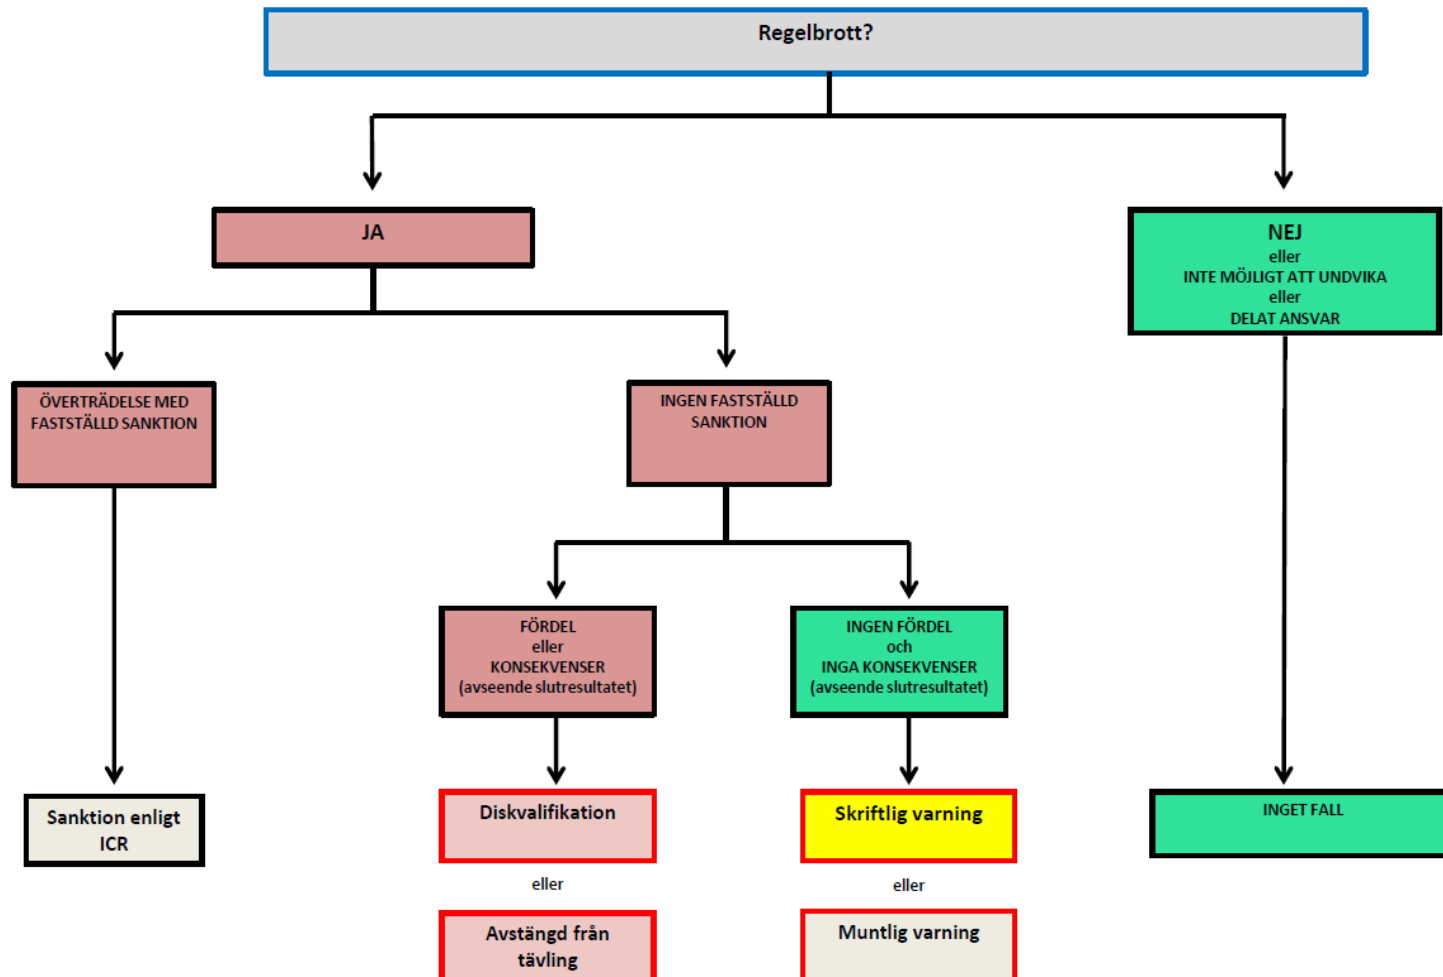 Regelbrott?
JA
NEJ
eller
INTE MÖJLIGT ATT UNDVIKA
eller
DELAT ANSVAR
ÖVERTRÄDELSE MED
FASTSTÄLLD SANKTION
INGEN FASTSTÄLLD
SANKTION
FÖRDEL
eller
KONSEKVENSER
(avseende slutresultatet)
INGEN FÖRDEL
och
INGA KONSEKVENSER
(avseende slutresultatet)
Sanktion enligt
ICR
Diskvalifikation
eller
Avstängd från
tävling
Skriftlig varning
eller
Muntlig varning
INGET FALL